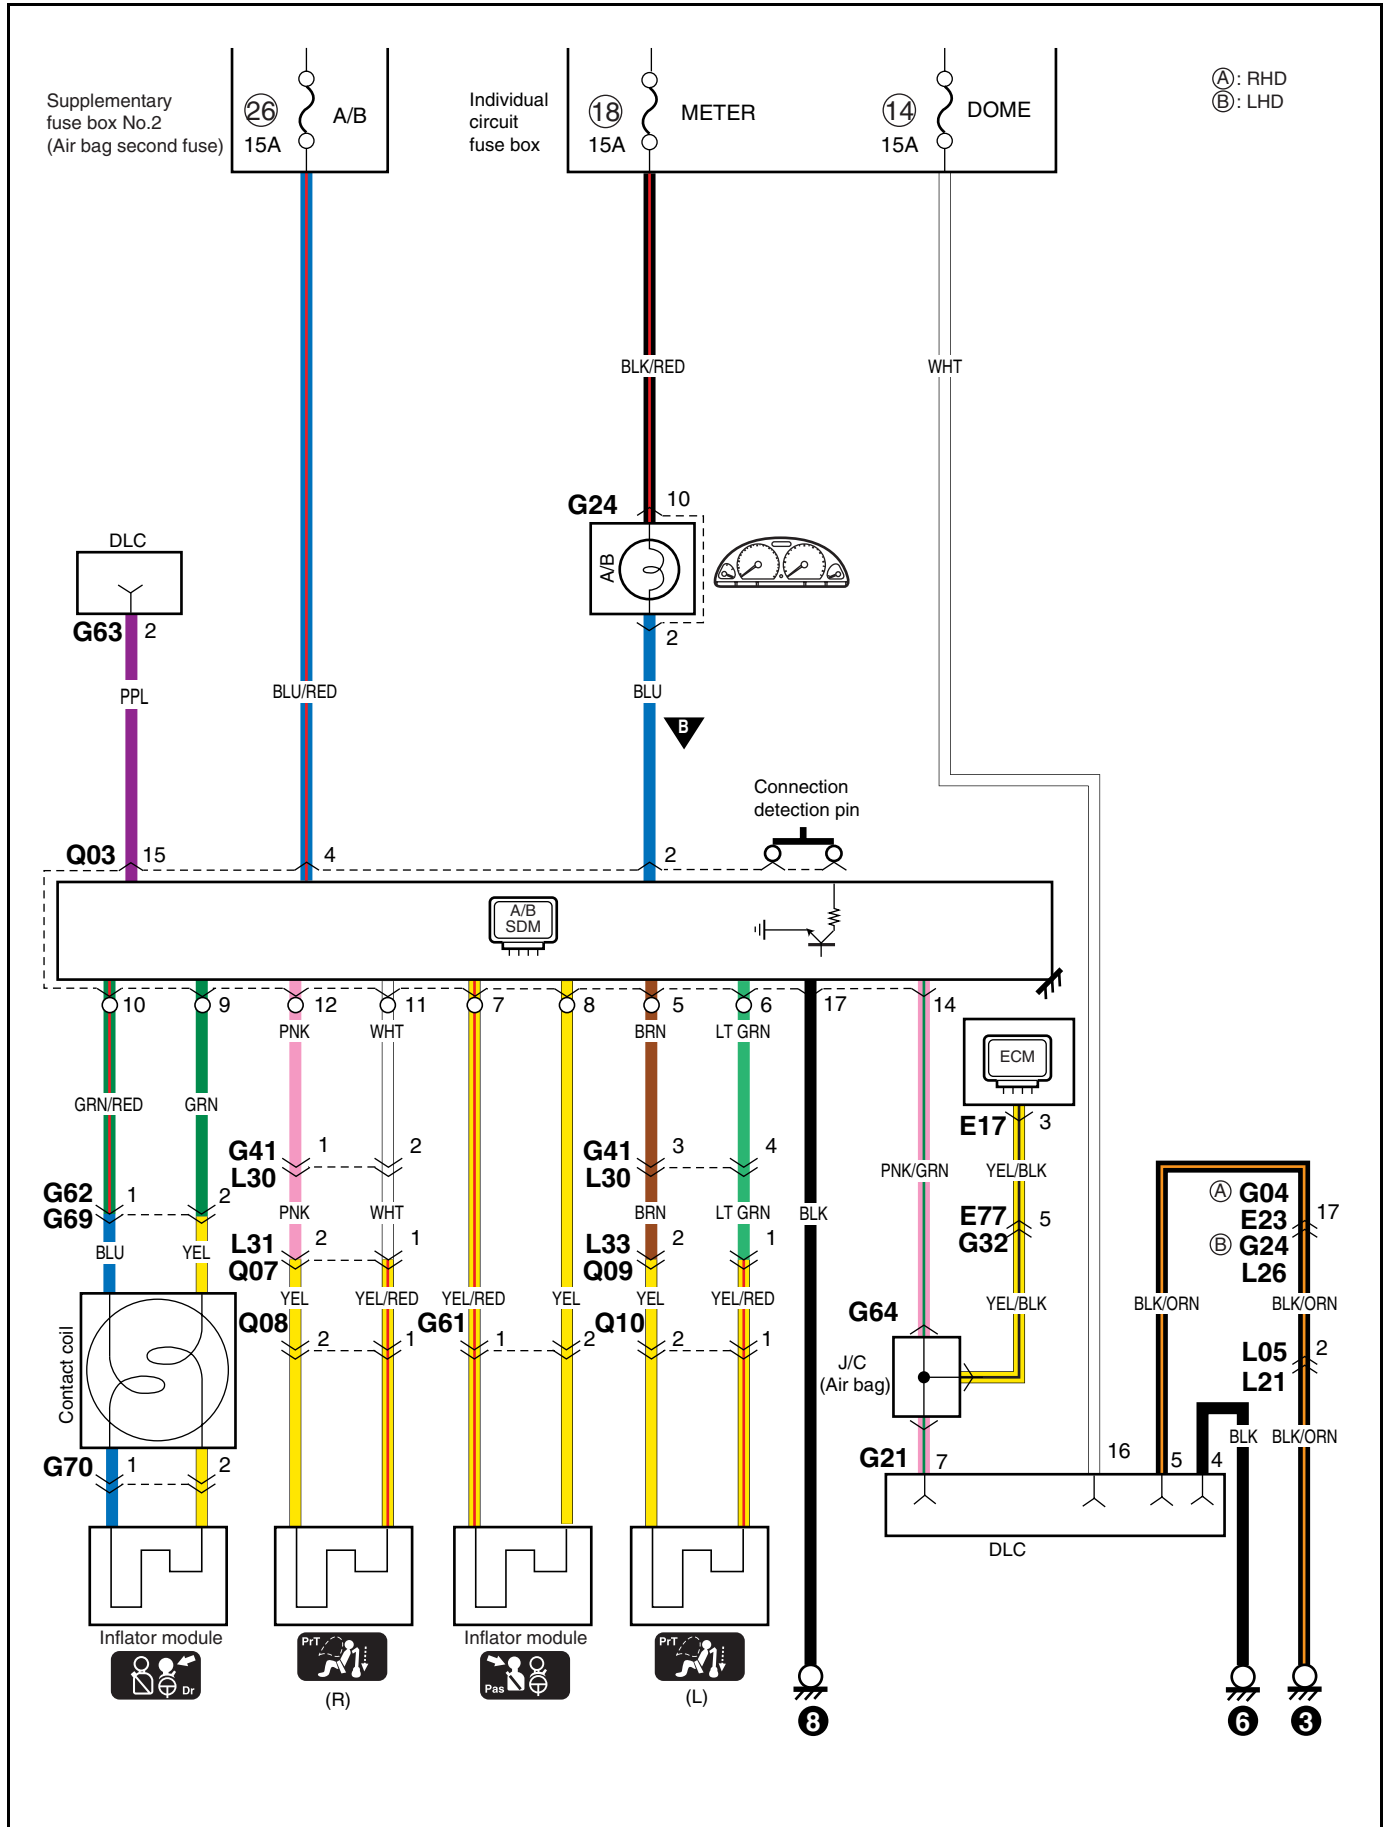 Supplementary
fuse box No.2
(Air bag second fuse)
26
15A
A/B
Individual
circuit
fuse box
18
15A
METER
14
15A
DOME
A: RHD
B: LHD
BLK/RED
WHT
G24
10
A/B
2
DLC
G63
2
PPL
BLU/RED
BLU
B
Connection
detection pin
Q03
15
4
2
A/B
SDM
10
9
12
11
7
8
5
6
17
14
PNK
WHT
BRN
LT GRN
ECM
GRN/RED
GRN
E17
3
G41
1
2
L30
G41
3
4
L30
PNK/GRN
YEL/BLK
G62
1
2
G69
PNK
WHT
BRN
LT GRN
BLK
E77
5
G32
A G04
E23
17
B G24
L26
BLU
YEL
L31
2
1
Q07
L33
2
1
Q09
YEL
YEL/RED
YEL/RED
YEL
YEL
YEL/RED
YEL/BLK
BLK/ORN
BLK/ORN
Q08
2
1
G61
1
2
Q10
2
1
G64
J/C
(Air bag)
L05
2
L21
Contact coil
BLK
BLK/ORN
G70
1
2
G21
7
16
5
4
DLC
Inflator module
Dr
PrT
(R)
Inflator module
Pas
PrT
(L)
8
6
3